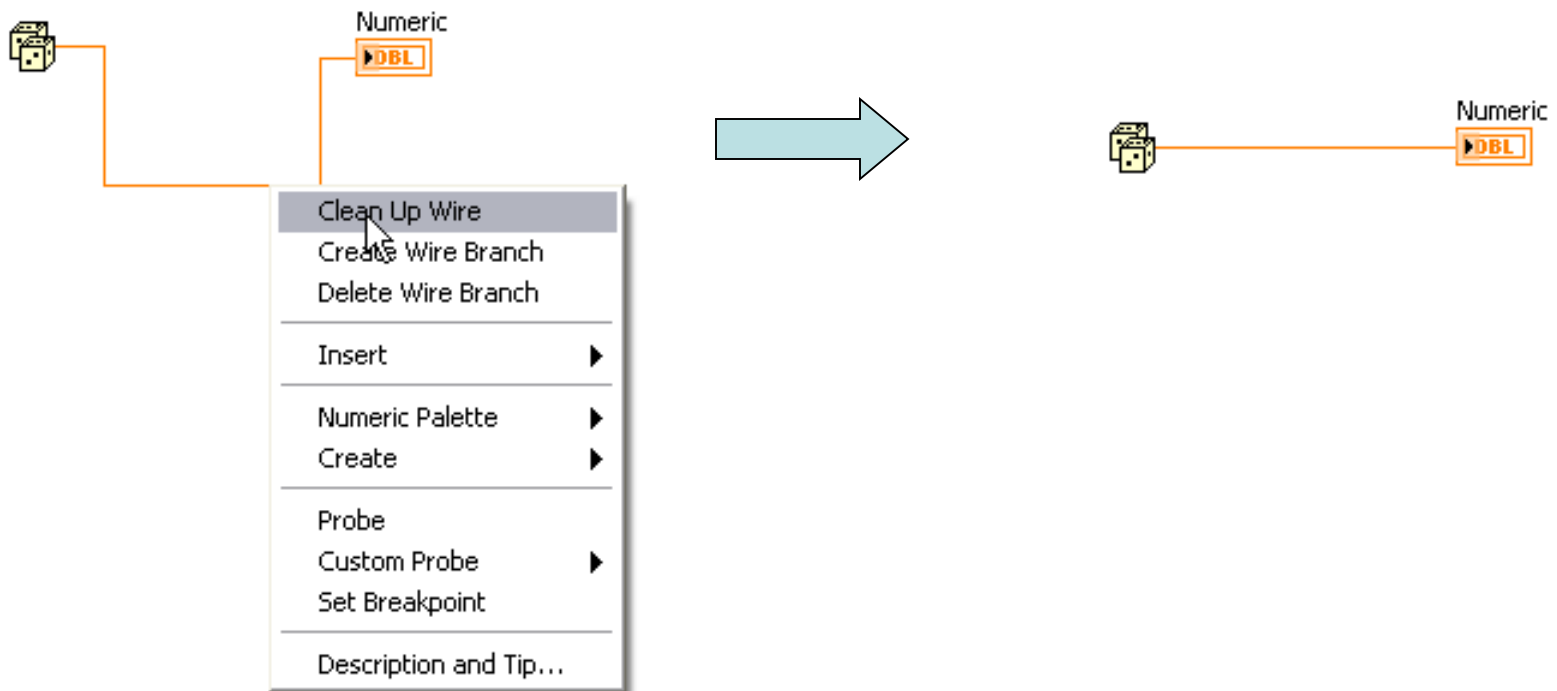 Numeric
DBL
Clean Up Wire
Create Wire Branch
Delete Wire Branch
Insert
Numeric Palette
Create
Probe
Custom Probe
Set Breakpoint
Description and Tip...
Numeric
DBL